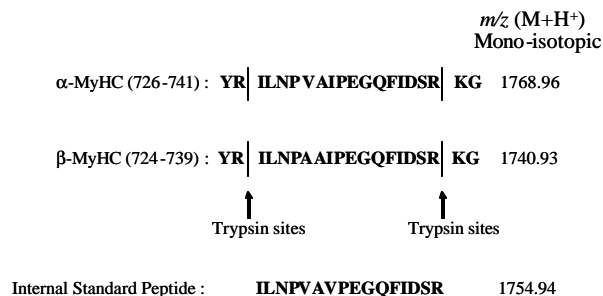 m/z (M+H⁺)
Mono-isotopic
α-MyHC (726-741) : YR ILNPVAIPEGQFIDSR KG 1768.96
β-MyHC (724-739) : YR ILNPAAIPEGQFIDSR KG 1740.93
Trypsin sites Trypsin sites
Internal Standard Peptide : ILNPVAVPEGQFIDSR 1754.94